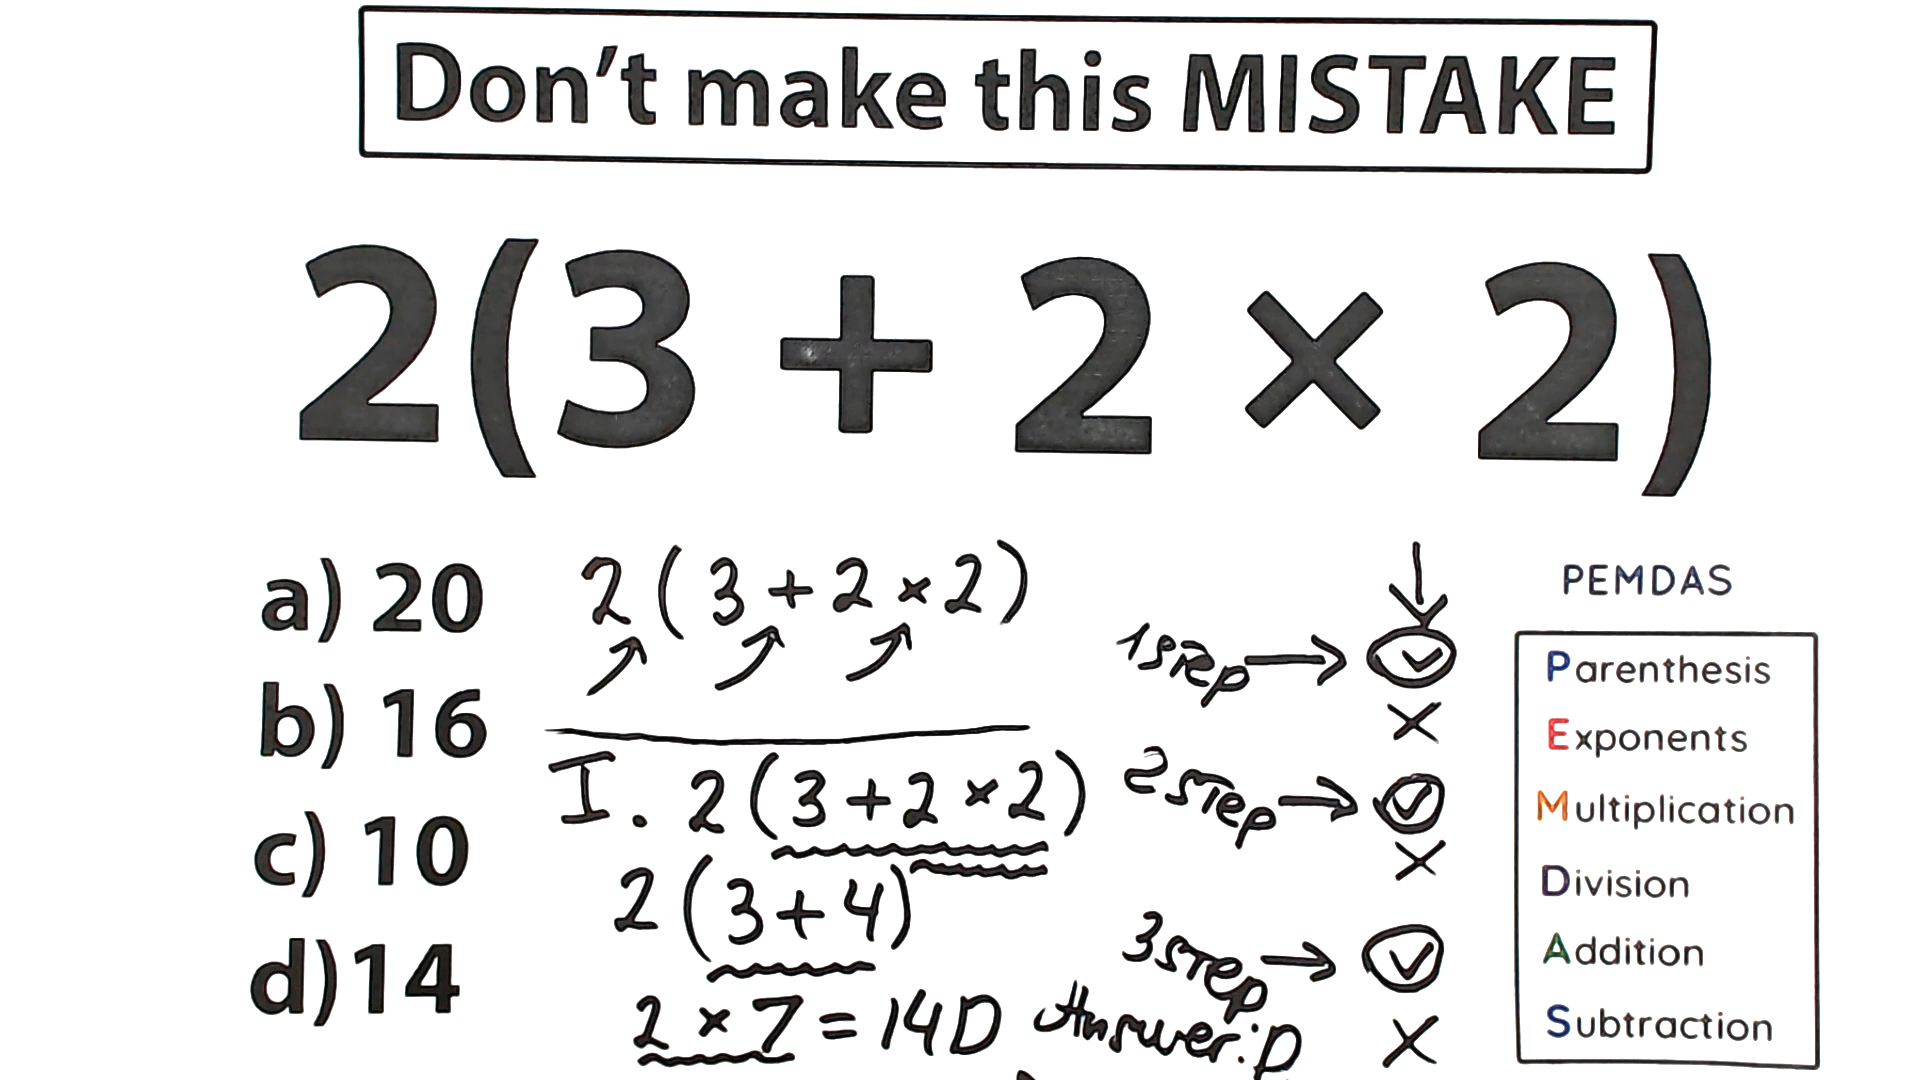 Don't make this MISTAKE
2(3 + 2 × 2)
a) 20
b) 16
c) 10
d) 14
2(3+2×2)
I. 2(3+2×2)
2(3+4)
2×7=14D Answer:D
1step →
2step →
3step →
PEMDAS
Parenthesis
Exponents
Multiplication
Division
Addition
Subtraction